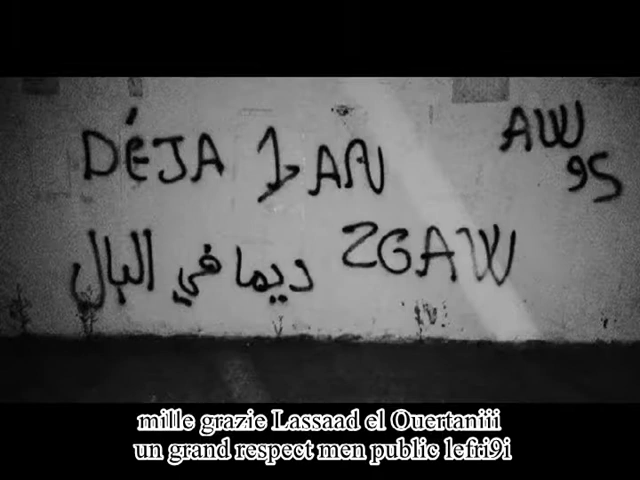 DÉJA 1 AN
AW
95
ZGAW ديما في البال
mille grazie Lassaad el Ouertaniii
un grand respect men public lefri9i